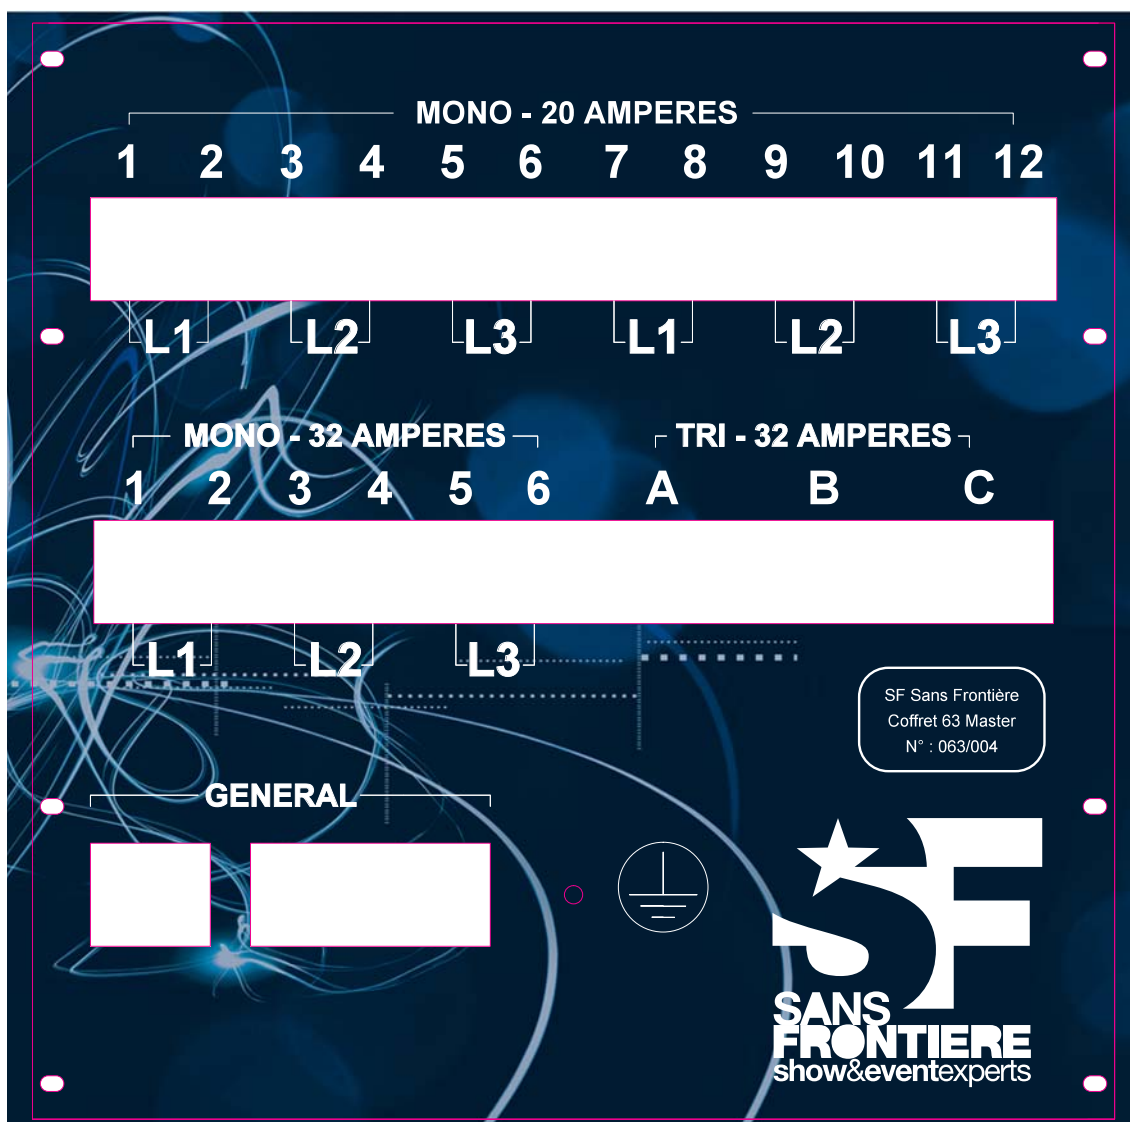 MONO - 20 AMPERES
1 2 3 4 5 6 7 8 9 10 11 12
L1 L2 L3 L1 L2 L3
MONO - 32 AMPERES TRI - 32 AMPERES
1 2 3 4 5 6 A B C
L1 L2 L3
SF Sans Frontière
Coffret 63 Master
N° : 063/004
GENERAL
SF
SANS
FRONTIERE
show&eventexperts